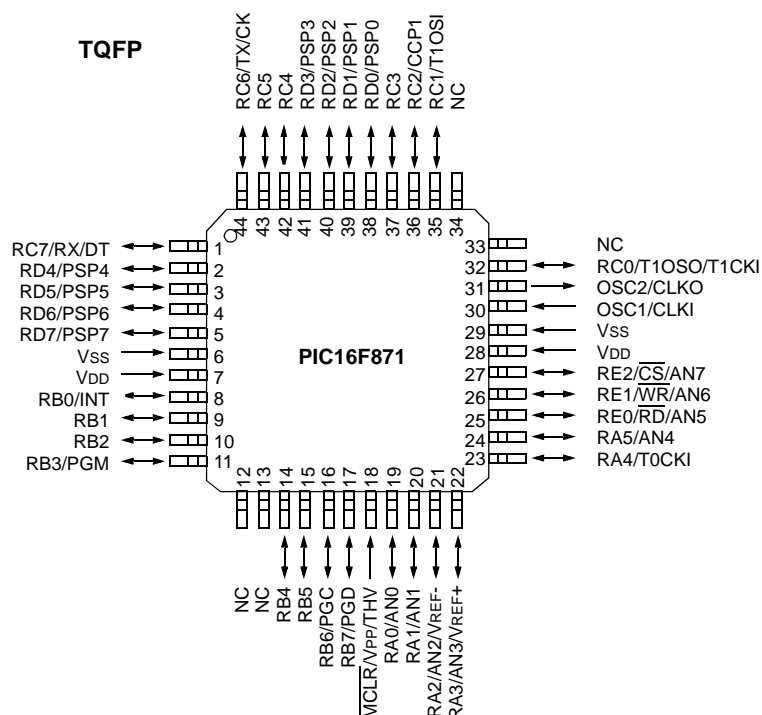 TQFP
RC6/TX/CK
RC5
RC4
RD3/PSP3
RD2/PSP2
RD1/PSP1
RD0/PSP0
RC3
RC2/CCP1
RC1/T1OSI
NC
44
43
42
41
40
39
38
37
36
35
34
RC7/RX/DT 1
RD4/PSP4 2
RD5/PSP5 3
RD6/PSP6 4
RD7/PSP7 5
VSS 6
VDD 7
RB0/INT 8
RB1 9
RB2 10
RB3/PGM 11
PIC16F871
33 NC
32 RC0/T1OSO/T1CKI
31 OSC2/CLKO
30 OSC1/CLKI
29 VSS
28 VDD
27 RE2/CS/AN7
26 RE1/WR/AN6
25 RE0/RD/AN5
24 RA5/AN4
23 RA4/T0CKI
12
13
14
15
16
17
18
19
20
21
22
NC
NC
RB4
RB5
RB6/PGC
RB7/PGD
MCLR/VPP/THV
RA0/AN0
RA1/AN1
RA2/AN2/VREF-
RA3/AN3/VREF+